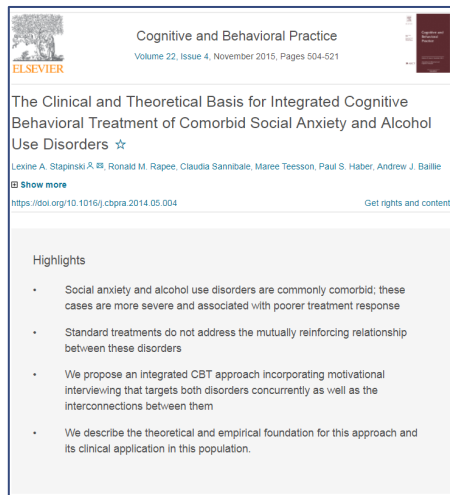 Cognitive and Behavioral Practice
Volume 22, Issue 4, November 2015, Pages 504-521
ELSEVIER
Cognitive and
Behavioral
Practice
The Clinical and Theoretical Basis for Integrated Cognitive
Behavioral Treatment of Comorbid Social Anxiety and Alcohol
Use Disorders ☆
Lexine A. Stapinski, Ronald M. Rapee, Claudia Sannibale, Maree Teesson, Paul S. Haber, Andrew J. Baillie
⊞ Show more
https://doi.org/10.1016/j.cbpra.2014.05.004 Get rights and content
Highlights
• Social anxiety and alcohol use disorders are commonly comorbid; these
cases are more severe and associated with poorer treatment response
• Standard treatments do not address the mutually reinforcing relationship
between these disorders
• We propose an integrated CBT approach incorporating motivational
interviewing that targets both disorders concurrently as well as the
interconnections between them
• We describe the theoretical and empirical foundation for this approach and
its clinical application in this population.